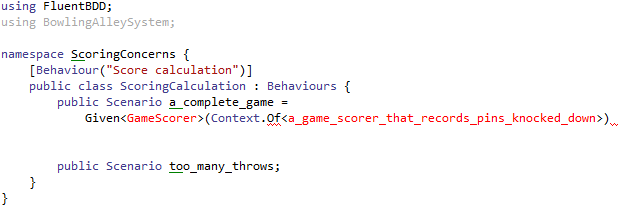 using FluentBDD;
using BowlingAlleySystem;
namespace ScoringConcerns {
[Behaviour("Score calculation")]
public class ScoringCalculation : Behaviours {
public Scenario a_complete_game =
Given<GameScorer>(Context.Of<a_game_scorer_that_records_pins_knocked_down>)
public Scenario too_many_throws;
}
}